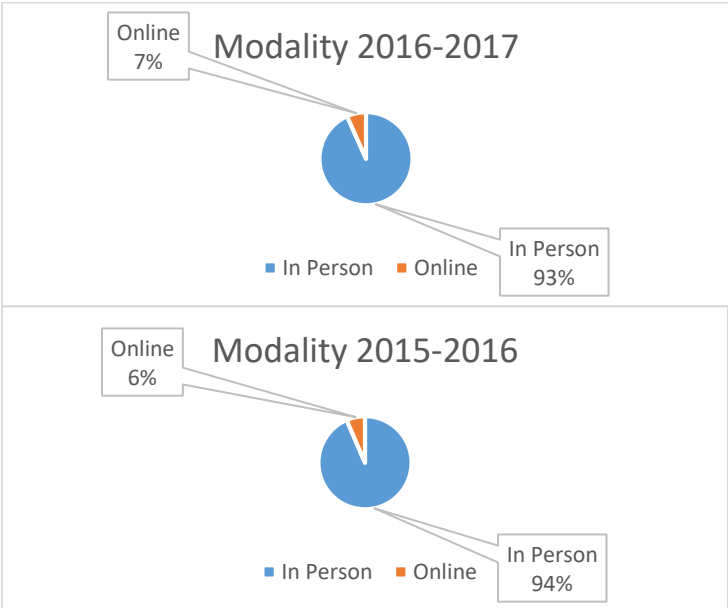 Online
7%
Modality 2016-2017
In Person
93%
In Person Online
Online
6%
Modality 2015-2016
In Person
94%
In Person Online